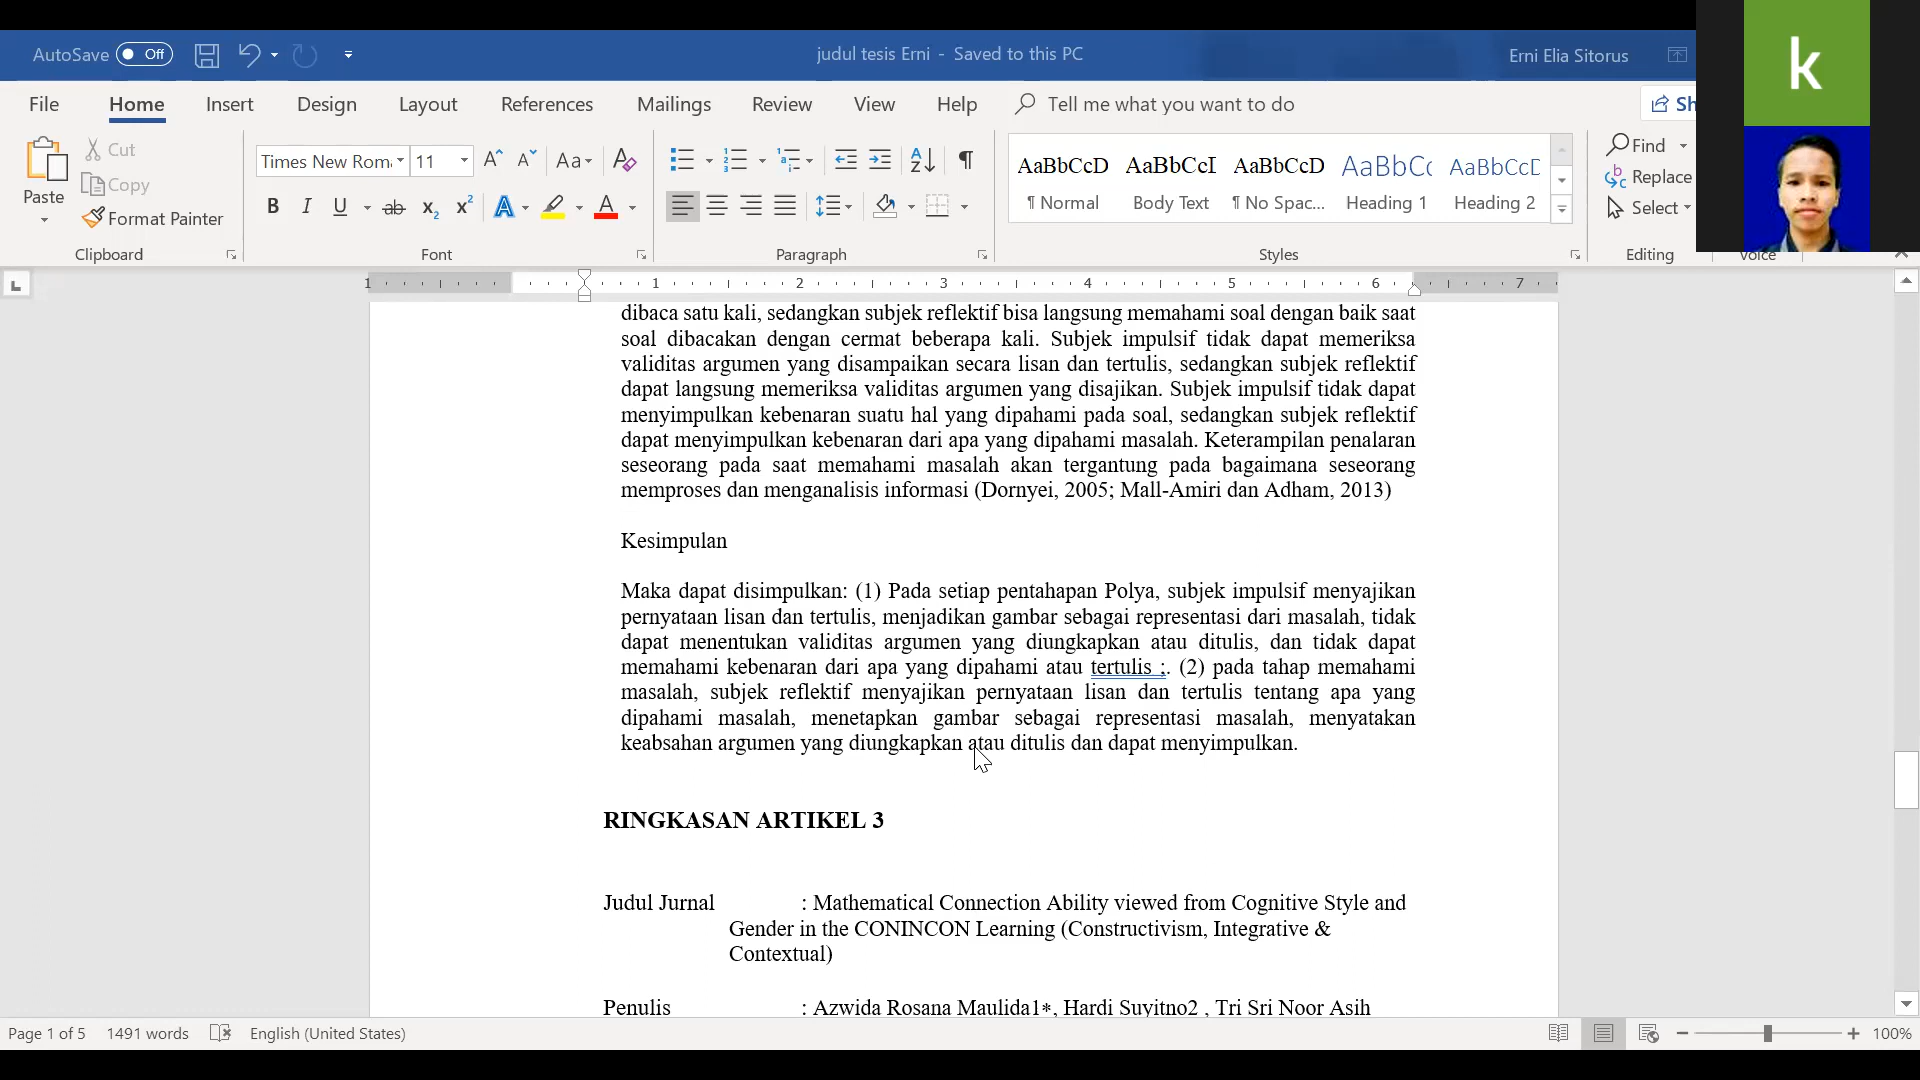 AutoSave Off
judul tesis Erni - Saved to this PC
Erni Elia Sitorus
k
File Home Insert Design Layout References Mailings Review View Help Tell me what you want to do
Paste
Cut
Copy
Format Painter
Clipboard
Times New Rom 11
Aa
B I U ab x₂ x² A A
Font
Paragraph
AaBbCcD AaBbCcI AaBbCcD AaBbCc AaBbCcD
¶ Normal Body Text ¶ No Spac... Heading 1 Heading 2
Styles
Find
Replace
Select
Editing
Voice
1 1 2 3 4 5 6 7
dibaca satu kali, sedangkan subjek reflektif bisa langsung memahami soal dengan baik saat
soal dibacakan dengan cermat beberapa kali. Subjek impulsif tidak dapat memeriksa
validitas argumen yang disampaikan secara lisan dan tertulis, sedangkan subjek reflektif
dapat langsung memeriksa validitas argumen yang disajikan. Subjek impulsif tidak dapat
menyimpulkan kebenaran suatu hal yang dipahami pada soal, sedangkan subjek reflektif
dapat menyimpulkan kebenaran dari apa yang dipahami masalah. Keterampilan penalaran
seseorang pada saat memahami masalah akan tergantung pada bagaimana seseorang
memproses dan menganalisis informasi (Dornyei, 2005; Mall-Amiri dan Adham, 2013)
Kesimpulan
Maka dapat disimpulkan: (1) Pada setiap pentahapan Polya, subjek impulsif menyajikan
pernyataan lisan dan tertulis, menjadikan gambar sebagai representasi dari masalah, tidak
dapat menentukan validitas argumen yang diungkapkan atau ditulis, dan tidak dapat
memahami kebenaran dari apa yang dipahami atau tertulis ;. (2) pada tahap memahami
masalah, subjek reflektif menyajikan pernyataan lisan dan tertulis tentang apa yang
dipahami masalah, menetapkan gambar sebagai representasi masalah, menyatakan
keabsahan argumen yang diungkapkan atau ditulis dan dapat menyimpulkan.
RINGKASAN ARTIKEL 3
Judul Jurnal : Mathematical Connection Ability viewed from Cognitive Style and
Gender in the CONINCON Learning (Constructivism, Integrative &
Contextual)
Penulis : Azwida Rosana Maulida1*, Hardi Suyitno2 , Tri Sri Noor Asih
Page 1 of 5 1491 words English (United States) 100%